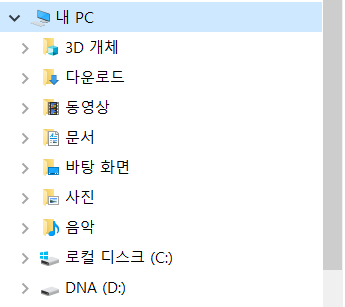 내 PC
3D 개체
다운로드
동영상
문서
바탕 화면
사진
음악
로컬 디스크 (C:)
DNA (D:)